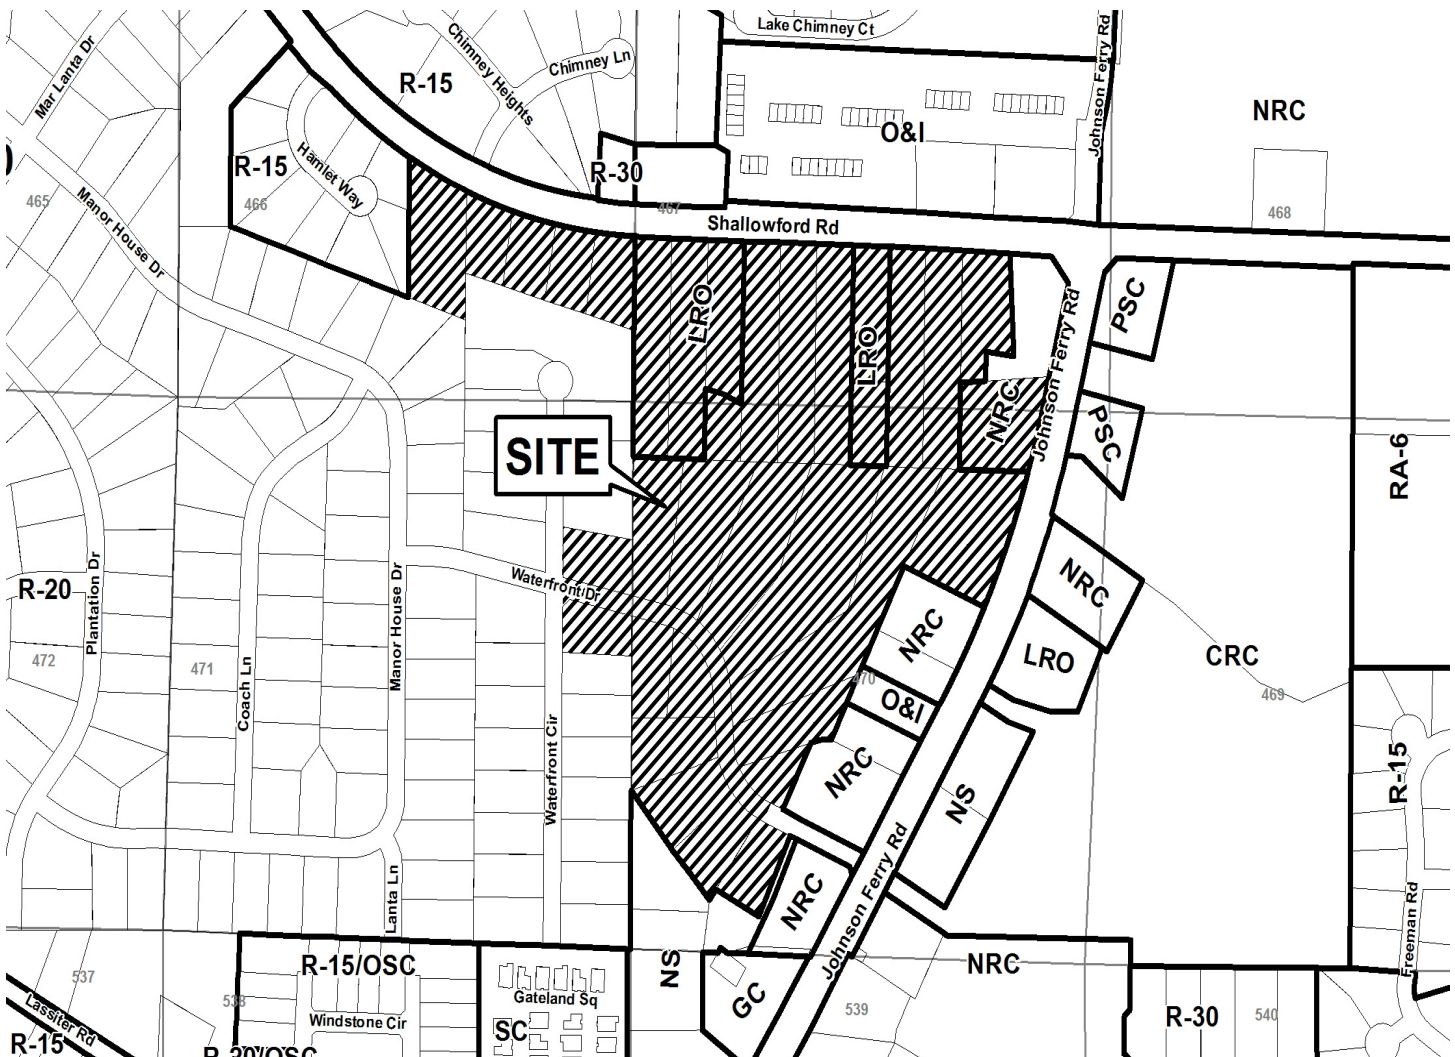 Lake Chimney Ct
Mar Lanta Dr
Chimney Heights
Chimney Ln
R-15
Johnson Ferry Rd
NRC
O&I
R-15
Hamlet Way
R-30
465
466
467
468
Manor House Dr
Shallowford Rd
LRO
LRO
PSC
Johnson Ferry Rd
NRC
PSC
RA-6
SITE
R-20
Plantation Dr
Manor House Dr
Waterfront Dr
NRC
NRC
LRO
CRC
472
471
470
469
Coach Ln
O&I
Waterfront Cir
NRC
NS
R-15
Lanta Ln
NRC
Johnson Ferry Rd
Freeman Rd
R-15/OSC
NS
NRC
537
538
Gateland Sq
GC
539
540
Lassiter Rd
Windstone Cir
SC
R-30
R-15
R-20/OSC